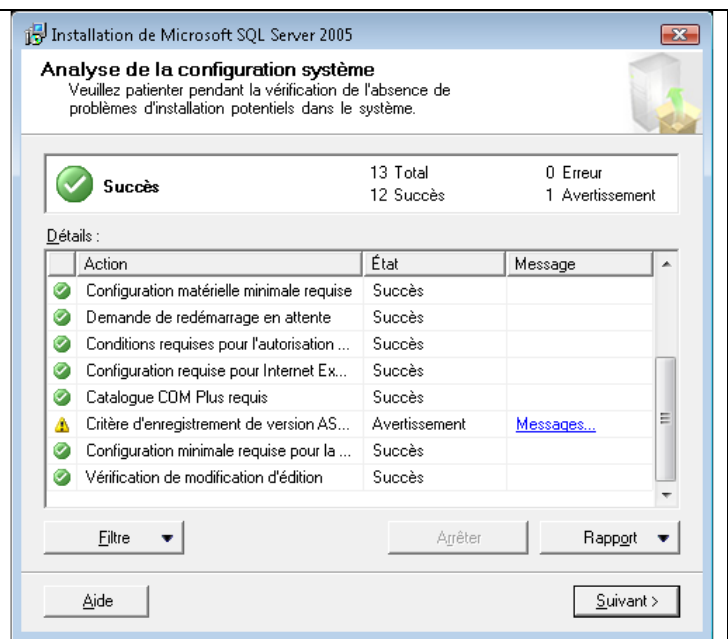 Installation de Microsoft SQL Server 2005
Analyse de la configuration système
Veuillez patienter pendant la vérification de l'absence de
problèmes d'installation potentiels dans le système.
Succès
13 Total
0 Erreur
12 Succès
1 Avertissement
Détails :
Action État Message
Configuration matérielle minimale requise Succès
Demande de redémarrage en attente Succès
Conditions requises pour l'autorisation ... Succès
Configuration requise pour Internet Ex... Succès
Catalogue COM Plus requis Succès
Critère d'enregistrement de version AS... Avertissement Messages...
Configuration minimale requise pour la ... Succès
Vérification de modification d'édition Succès
Filtre Arrêter Rapport
Aide Suivant >